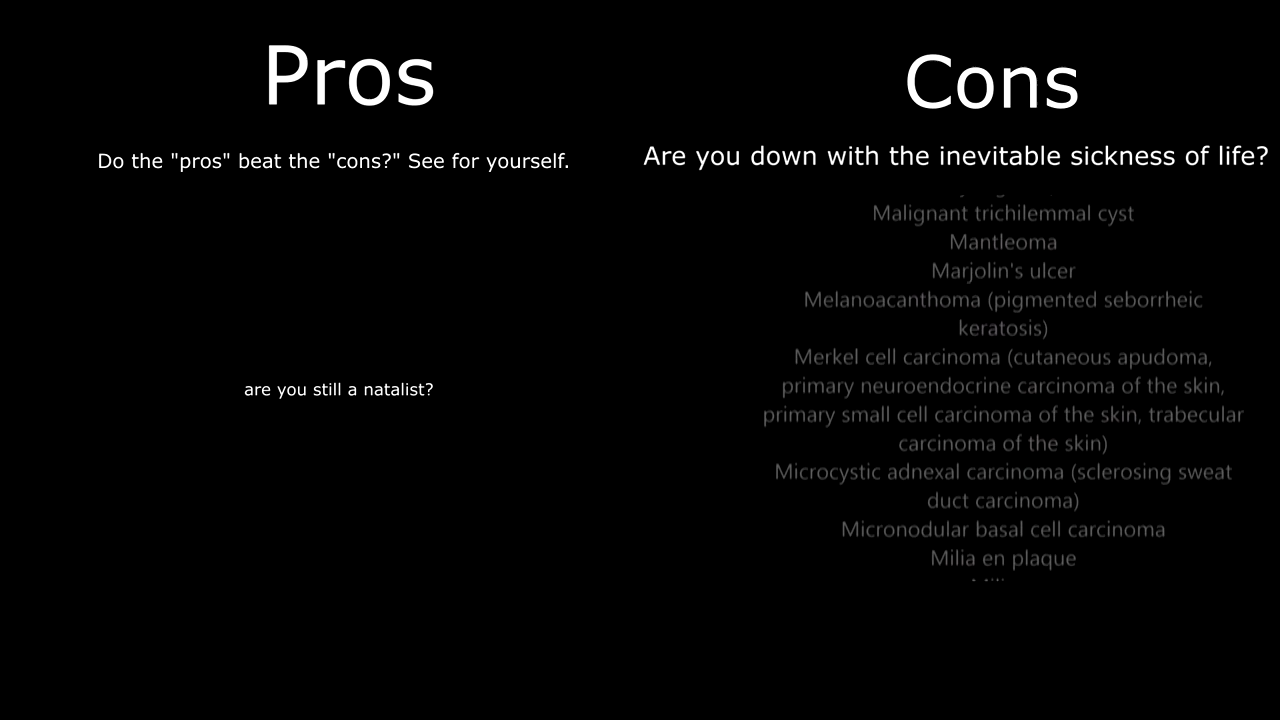 Pros
Do the "pros" beat the "cons?" See for yourself.
are you still a natalist?
Cons
Are you down with the inevitable sickness of life?
Malignant trichilemmal cyst
Mantleoma
Marjolin's ulcer
Melanoacanthoma (pigmented seborrheic
keratosis)
Merkel cell carcinoma (cutaneous apudoma,
primary neuroendocrine carcinoma of the skin,
primary small cell carcinoma of the skin, trabecular
carcinoma of the skin)
Microcystic adnexal carcinoma (sclerosing sweat
duct carcinoma)
Micronodular basal cell carcinoma
Milia en plaque